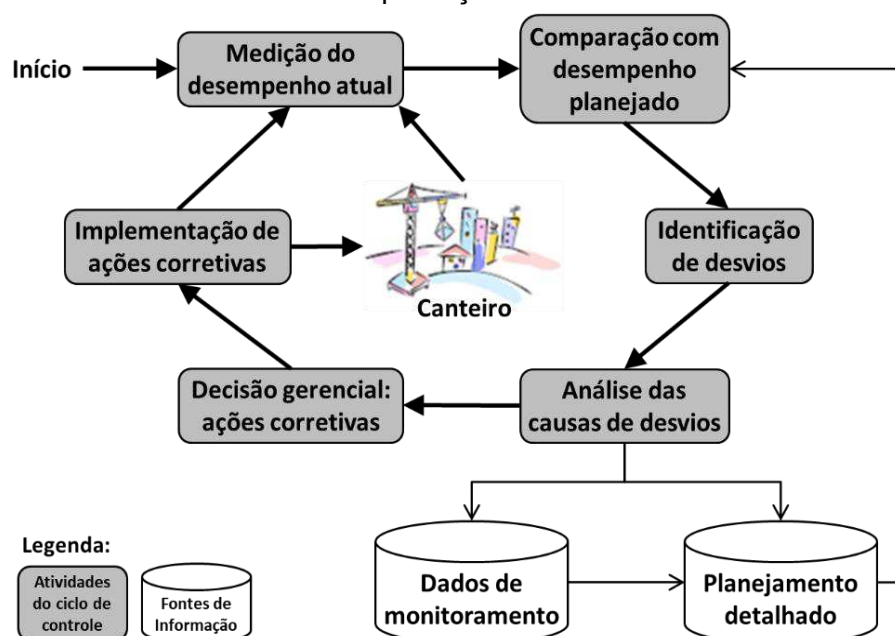 Início
Medição do
desempenho atual
Comparação com
desempenho
planejado
Implementação de
ações corretivas
Canteiro
Identificação
de desvios
Decisão gerencial:
ações corretivas
Análise das
causas de desvios
Dados de
monitoramento
Planejamento
detalhado
Legenda:
Atividades
do ciclo de
controle
Fontes de
Informação